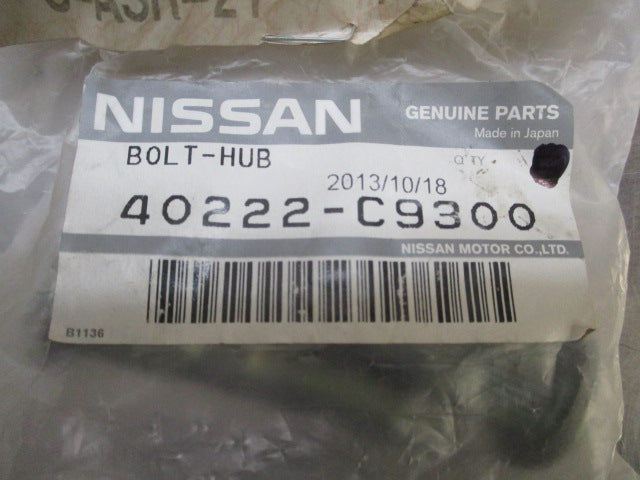 NISSAN
GENUINE PARTS
Made in Japan
BOLT-HUB
Q'TY
2013/10/18
40222-C9300
NISSAN MOTOR CO.,LTD.
B1136